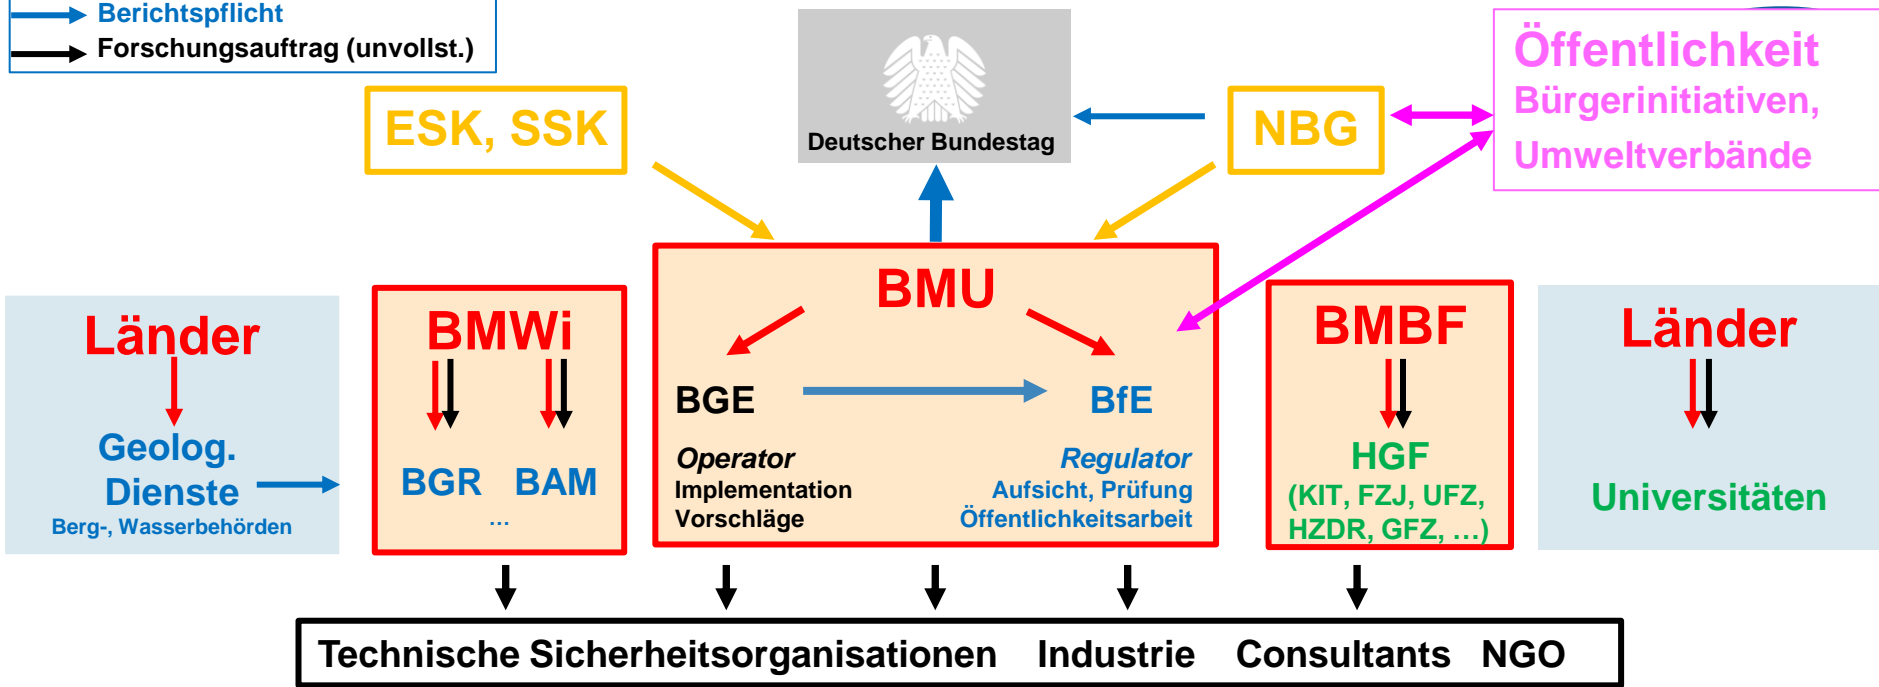 Berichtspflicht
Forschungsauftrag (unvollst.)
Deutscher Bundestag
ESK, SSK
NBG
Öffentlichkeit
Bürgerinitiativen,
Umweltverbände
Länder
Geolog.
Dienste
Berg-, Wasserbehörden
BMWi
BGR BAM
...
BMU
BGE
BfE
Operator
Implementation
Vorschläge
Regulator
Aufsicht, Prüfung
Öffentlichkeitsarbeit
BMBF
HGF
(KIT, FZJ, UFZ,
HZDR, GFZ, ...)
Länder
Universitäten
Technische Sicherheitsorganisationen Industrie Consultants NGO